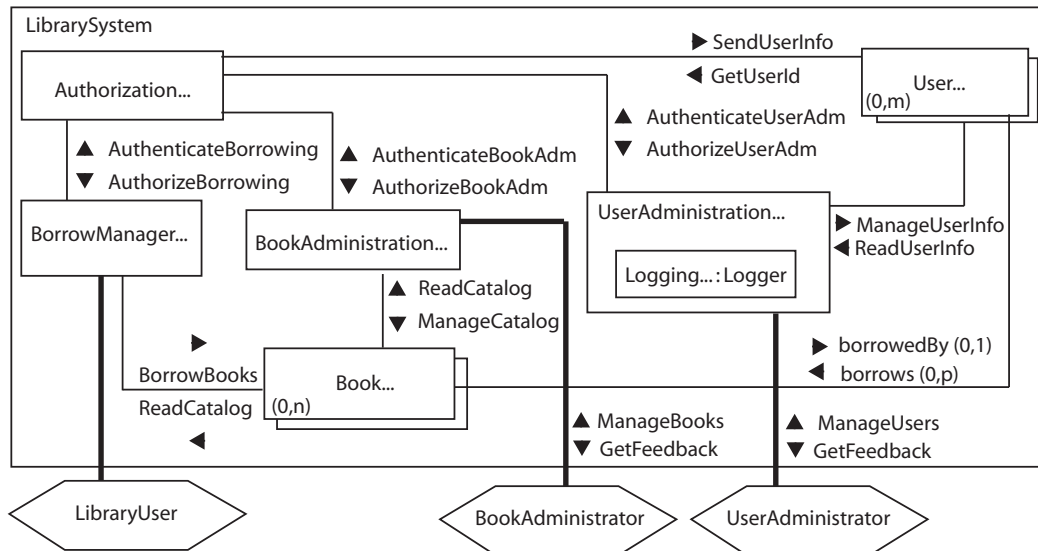 LibrarySystem
SendUserInfo
GetUserId
Authorization...
User...
(0,m)
AuthenticateBorrowing
AuthorizeBorrowing
AuthenticateBookAdm
AuthorizeBookAdm
AuthenticateUserAdm
AuthorizeUserAdm
BorrowManager...
BookAdministration...
UserAdministration...
Logging...:Logger
ManageUserInfo
ReadUserInfo
ReadCatalog
ManageCatalog
BorrowBooks
ReadCatalog
Book...
(0,n)
borrowedBy (0,1)
borrows (0,p)
ManageBooks
GetFeedback
ManageUsers
GetFeedback
LibraryUser
BookAdministrator
UserAdministrator